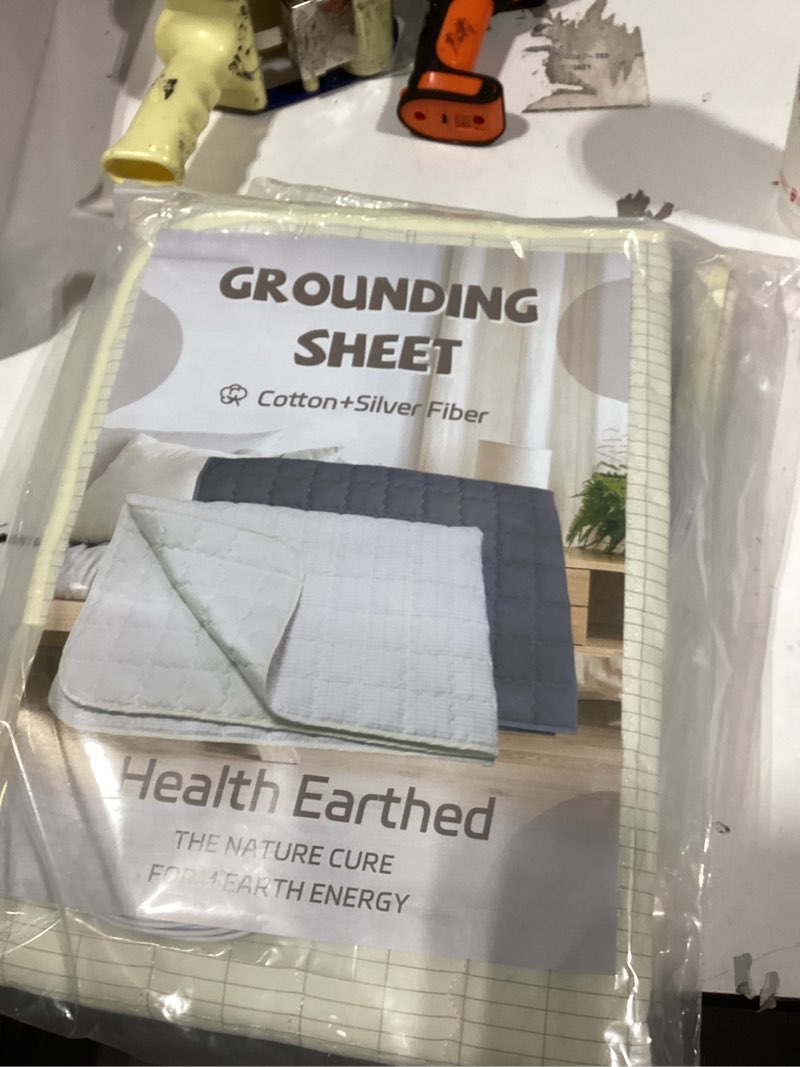 GROUNDING
SHEET
Cotton+Silver Fiber
Health Earthed
THE NATURE CURE
FORM EARTH ENERGY